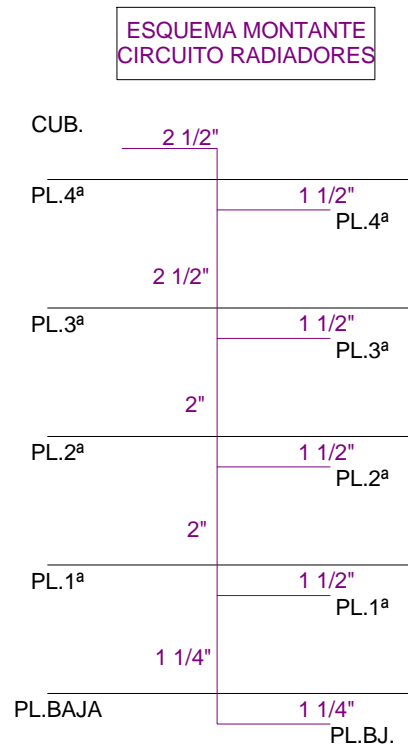 ESQUEMA MONTANTE
CIRCUITO RADIADORES
CUB.
2 1/2"
PL.4ª
1 1/2"
PL.4ª
2 1/2"
PL.3ª
1 1/2"
PL.3ª
2"
PL.2ª
1 1/2"
PL.2ª
2"
PL.1ª
1 1/2"
PL.1ª
1 1/4"
PL.BAJA
1 1/4"
PL.BJ.